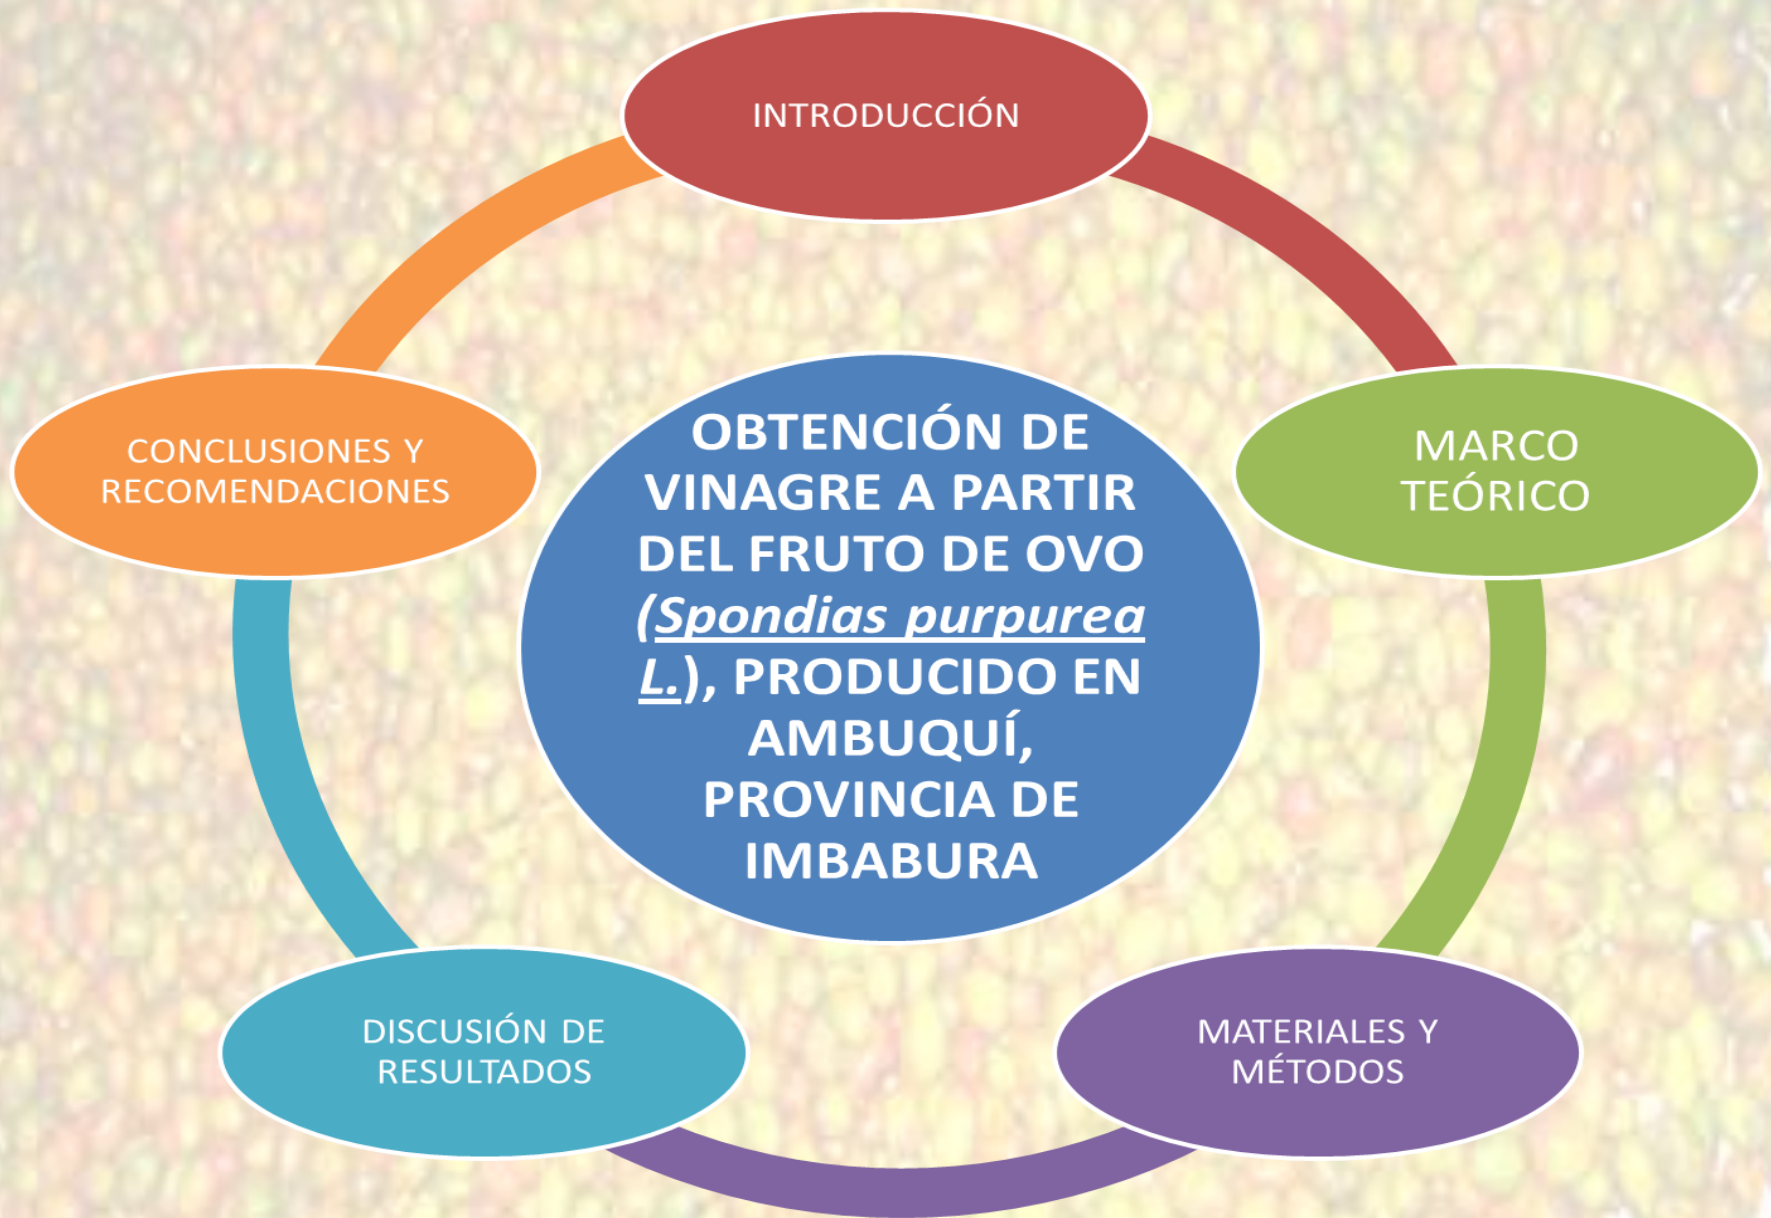 INTRODUCCIÓN
MARCO
TEÓRICO
MATERIALES Y
MÉTODOS
DISCUSIÓN DE
RESULTADOS
CONCLUSIONES Y
RECOMENDACIONES
OBTENCIÓN DE
VINAGRE A PARTIR
DEL FRUTO DE OVO
(Spondias purpurea
L.), PRODUCIDO EN
AMBUQUÍ,
PROVINCIA DE
IMBABURA